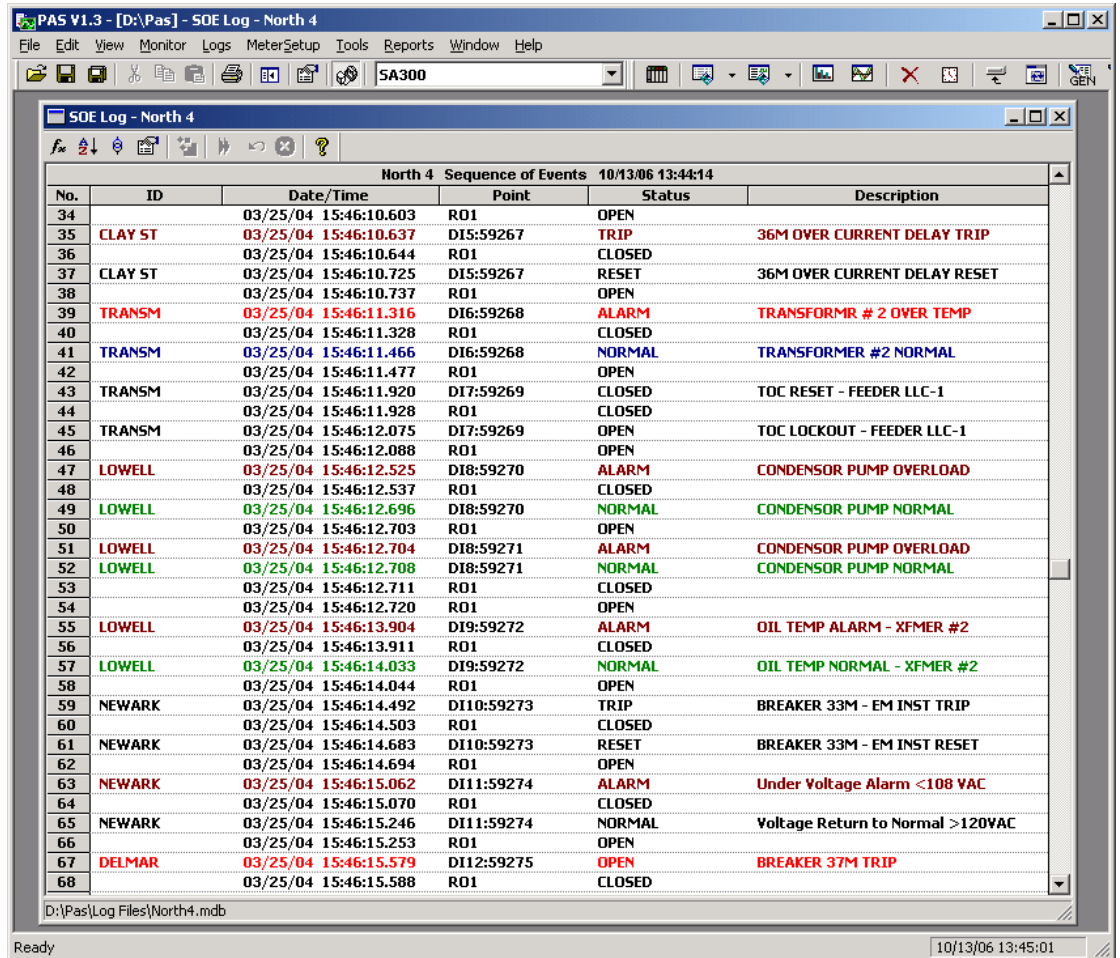 PAS V1.3 - [D:\Pas] - SOE Log - North 4
File Edit View Monitor Logs MeterSetup Tools Reports Window Help
SA300
GEN
SOE Log - North 4
North 4 Sequence of Events 10/13/06 13:44:14
No. ID Date/Time Point Status Description
34 03/25/04 15:46:10.603 RO1 OPEN
35 CLAY ST 03/25/04 15:46:10.637 DI5:59267 TRIP 36M OVER CURRENT DELAY TRIP
36 03/25/04 15:46:10.644 RO1 CLOSED
37 CLAY ST 03/25/04 15:46:10.725 DI5:59267 RESET 36M OVER CURRENT DELAY RESET
38 03/25/04 15:46:10.737 RO1 OPEN
39 TRANSM 03/25/04 15:46:11.316 DI6:59268 ALARM TRANSFORMR # 2 OVER TEMP
40 03/25/04 15:46:11.328 RO1 CLOSED
41 TRANSM 03/25/04 15:46:11.466 DI6:59268 NORMAL TRANSFORMER #2 NORMAL
42 03/25/04 15:46:11.477 RO1 OPEN
43 TRANSM 03/25/04 15:46:11.920 DI7:59269 CLOSED TOC RESET - FEEDER LLC-1
44 03/25/04 15:46:11.928 RO1 CLOSED
45 TRANSM 03/25/04 15:46:12.075 DI7:59269 OPEN TOC LOCKOUT - FEEDER LLC-1
46 03/25/04 15:46:12.088 RO1 OPEN
47 LOWELL 03/25/04 15:46:12.525 DI8:59270 ALARM CONDENSOR PUMP OVERLOAD
48 03/25/04 15:46:12.537 RO1 CLOSED
49 LOWELL 03/25/04 15:46:12.696 DI8:59270 NORMAL CONDENSOR PUMP NORMAL
50 03/25/04 15:46:12.703 RO1 OPEN
51 LOWELL 03/25/04 15:46:12.704 DI8:59271 ALARM CONDENSOR PUMP OVERLOAD
52 LOWELL 03/25/04 15:46:12.708 DI8:59271 NORMAL CONDENSOR PUMP NORMAL
53 03/25/04 15:46:12.711 RO1 CLOSED
54 03/25/04 15:46:12.720 RO1 OPEN
55 LOWELL 03/25/04 15:46:13.904 DI9:59272 ALARM OIL TEMP ALARM - XFMER #2
56 03/25/04 15:46:13.911 RO1 CLOSED
57 LOWELL 03/25/04 15:46:14.033 DI9:59272 NORMAL OIL TEMP NORMAL - XFMER #2
58 03/25/04 15:46:14.044 RO1 OPEN
59 NEWARK 03/25/04 15:46:14.492 DI10:59273 TRIP BREAKER 33M - EM INST TRIP
60 03/25/04 15:46:14.503 RO1 CLOSED
61 NEWARK 03/25/04 15:46:14.683 DI10:59273 RESET BREAKER 33M - EM INST RESET
62 03/25/04 15:46:14.694 RO1 OPEN
63 NEWARK 03/25/04 15:46:15.062 DI11:59274 ALARM Under Voltage Alarm <108 VAC
64 03/25/04 15:46:15.070 RO1 CLOSED
65 NEWARK 03/25/04 15:46:15.246 DI11:59274 NORMAL Voltage Return to Normal >120VAC
66 03/25/04 15:46:15.253 RO1 OPEN
67 DELMAR 03/25/04 15:46:15.579 DI12:59275 OPEN BREAKER 37M TRIP
68 03/25/04 15:46:15.588 RO1 CLOSED
D:\Pas\Log Files\North4.mdb
Ready 10/13/06 13:45:01